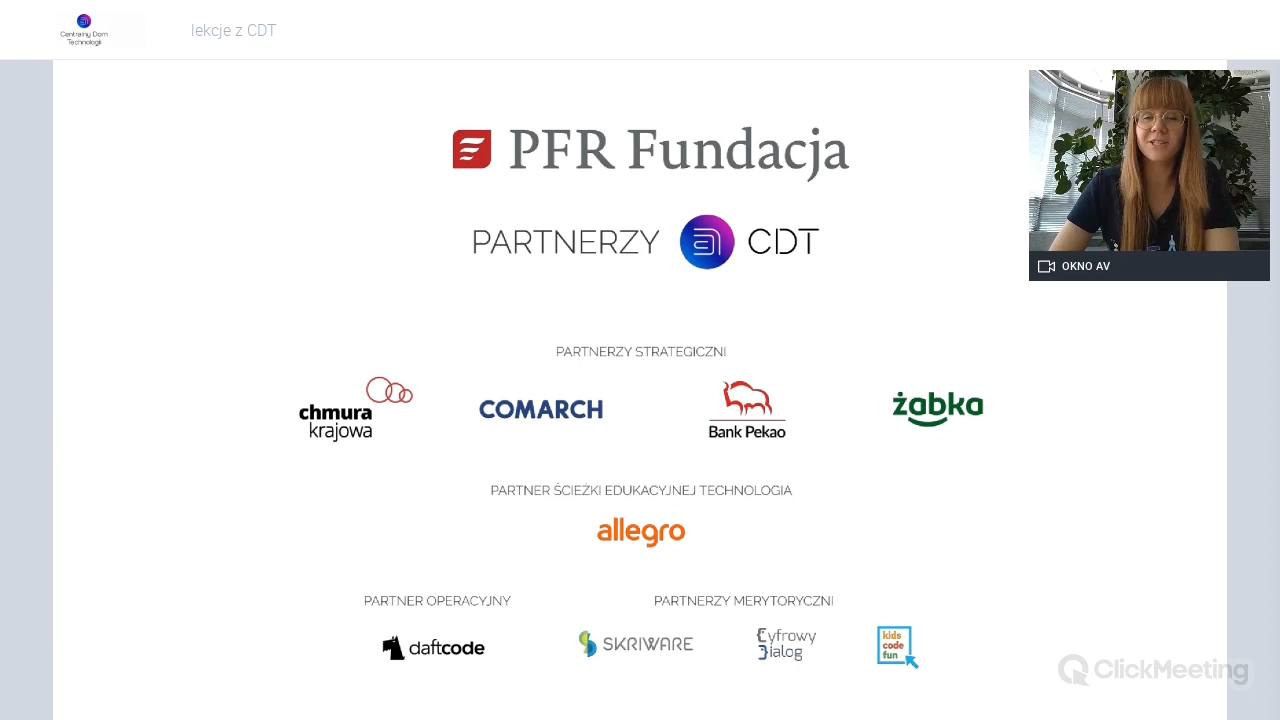 Centralny Dom
Technologii
lekcje z CDT
PFR Fundacja
PARTNERZY CDT
OKNO AV
PARTNERZY STRATEGICZNI
chmura
krajowa
COMARCH
Bank Pekao
żabka
PARTNER ŚCIEŻKI EDUKACYJNEJ TECHNOLOGIA
allegro
PARTNER OPERACYJNY
PARTNERZY MERYTORYCZNI
daftcode
SKRIWARE
Cyfrowy
Dialog
kids
code
fun
ClickMeeting